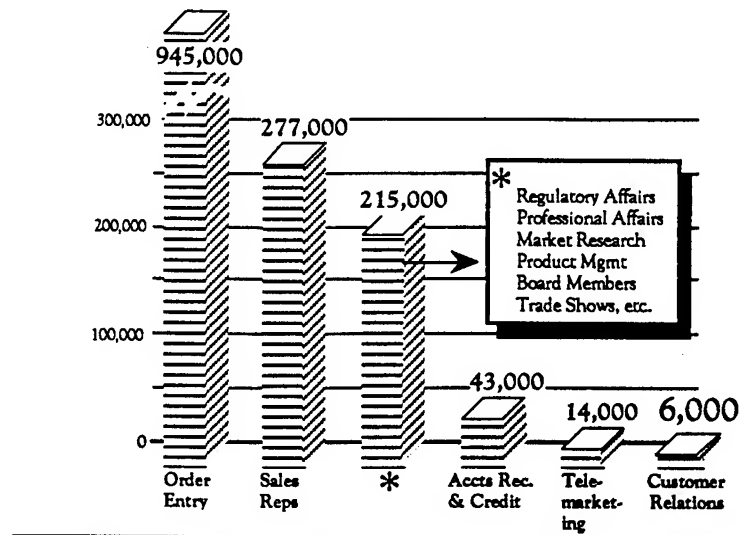 945,000
300,000
277,000
*
Regulatory Affairs
Professional Affairs
Market Research
Product Mgmt
Board Members
Trade Shows, etc.
215,000
200,000
100,000
43,000
14,000
6,000
0
Order
Entry
Sales
Reps
*
Accts Rec.
& Credit
Tele-
market-
ing
Customer
Relations